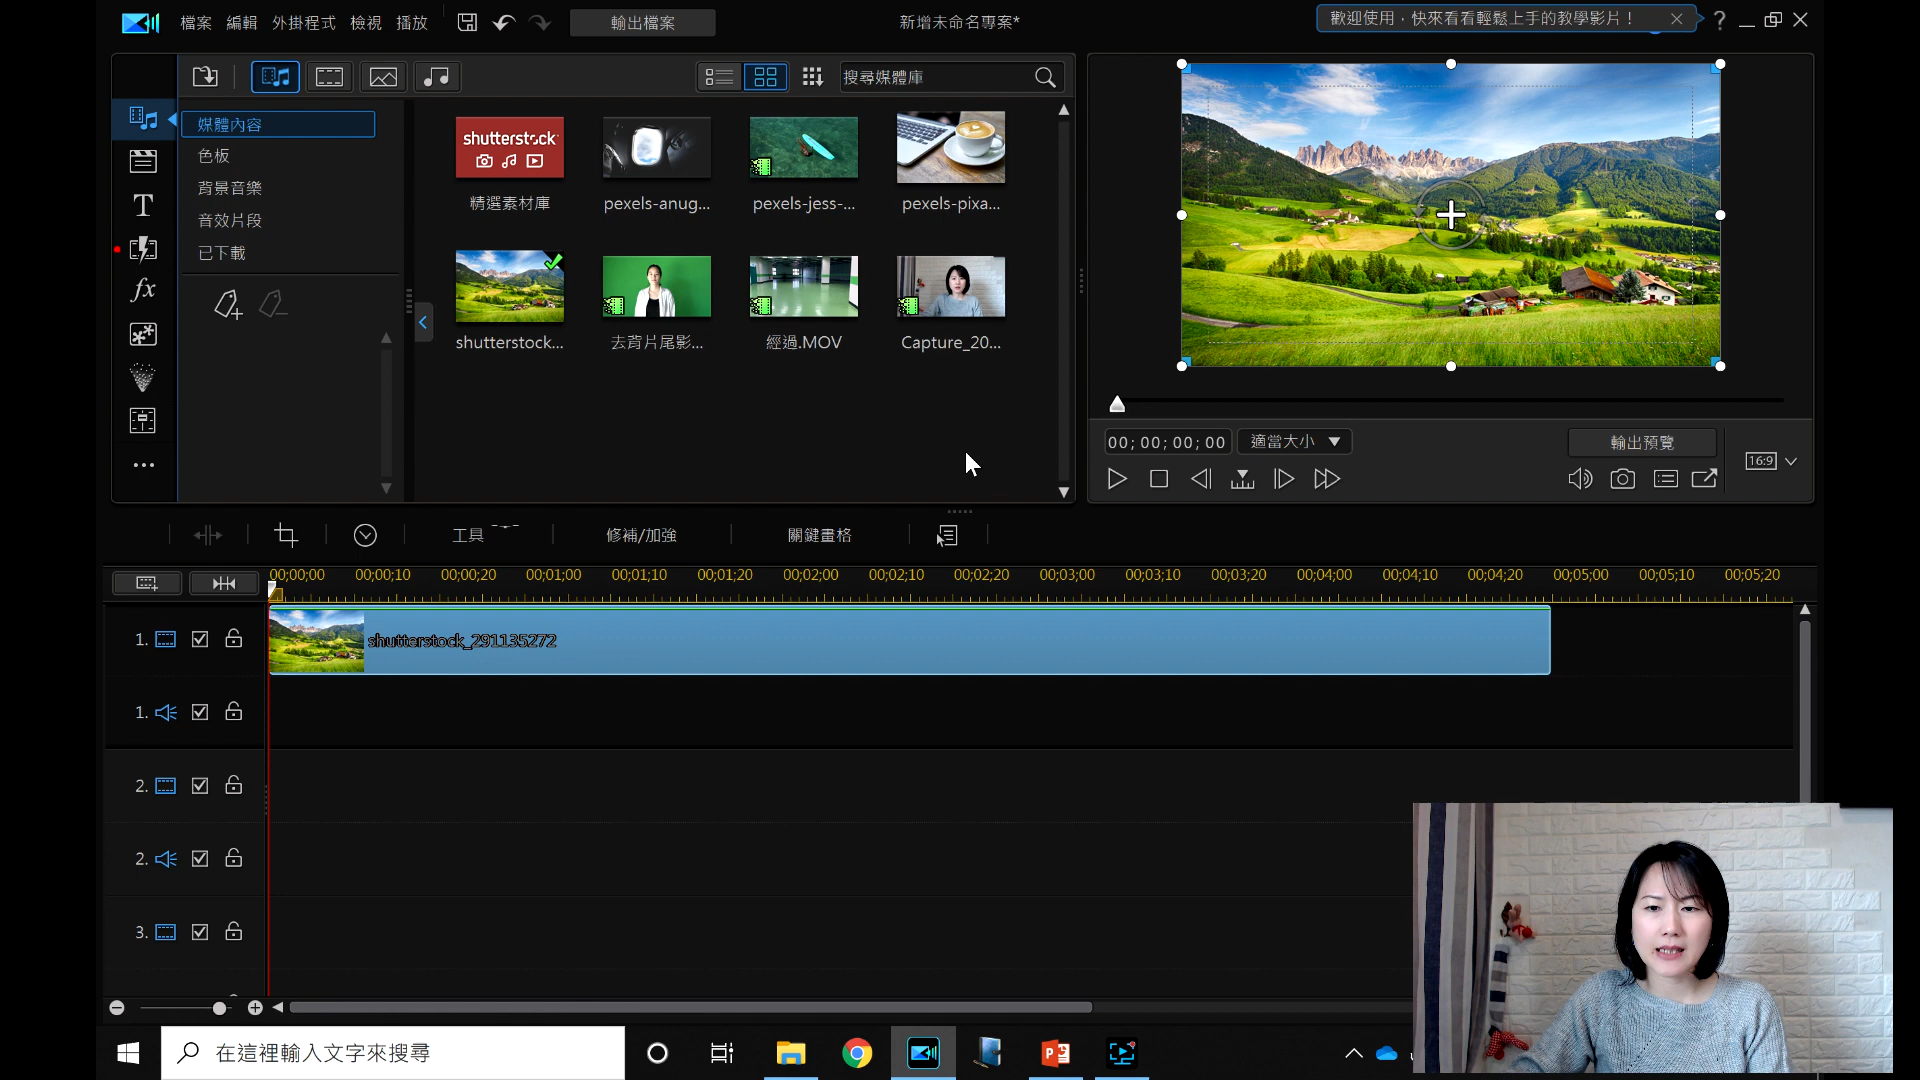 檔案 編輯 外掛程式 檢視 播放 輸出檔案 新增未命名專案* 歡迎使用，快來看看輕鬆上手的教學影片！
搜尋媒體庫
媒體內容
色板
背景音樂
音效片段
已下載
shutterstock
精選素材庫 pexels-anug... pexels-jess-... pexels-pixa...
shutterstock... 去背片尾影... 經過.MOV Capture_20...
00;00;00;00 適當大小 輸出預覽
16:9
工具 修補/加強 關鍵畫格
00;00;00 00;00;10 00;00;20 00;01;00 00;01;10 00;01;20 00;02;00 00;02;10 00;02;20 00;03;00 00;03;10 00;03;20 00;04;00 00;04;10 00;04;20 00;05;00 00;05;10 00;05;20
1. shutterstock_291135272
1.
2.
2.
3.
在這裡輸入文字來搜尋